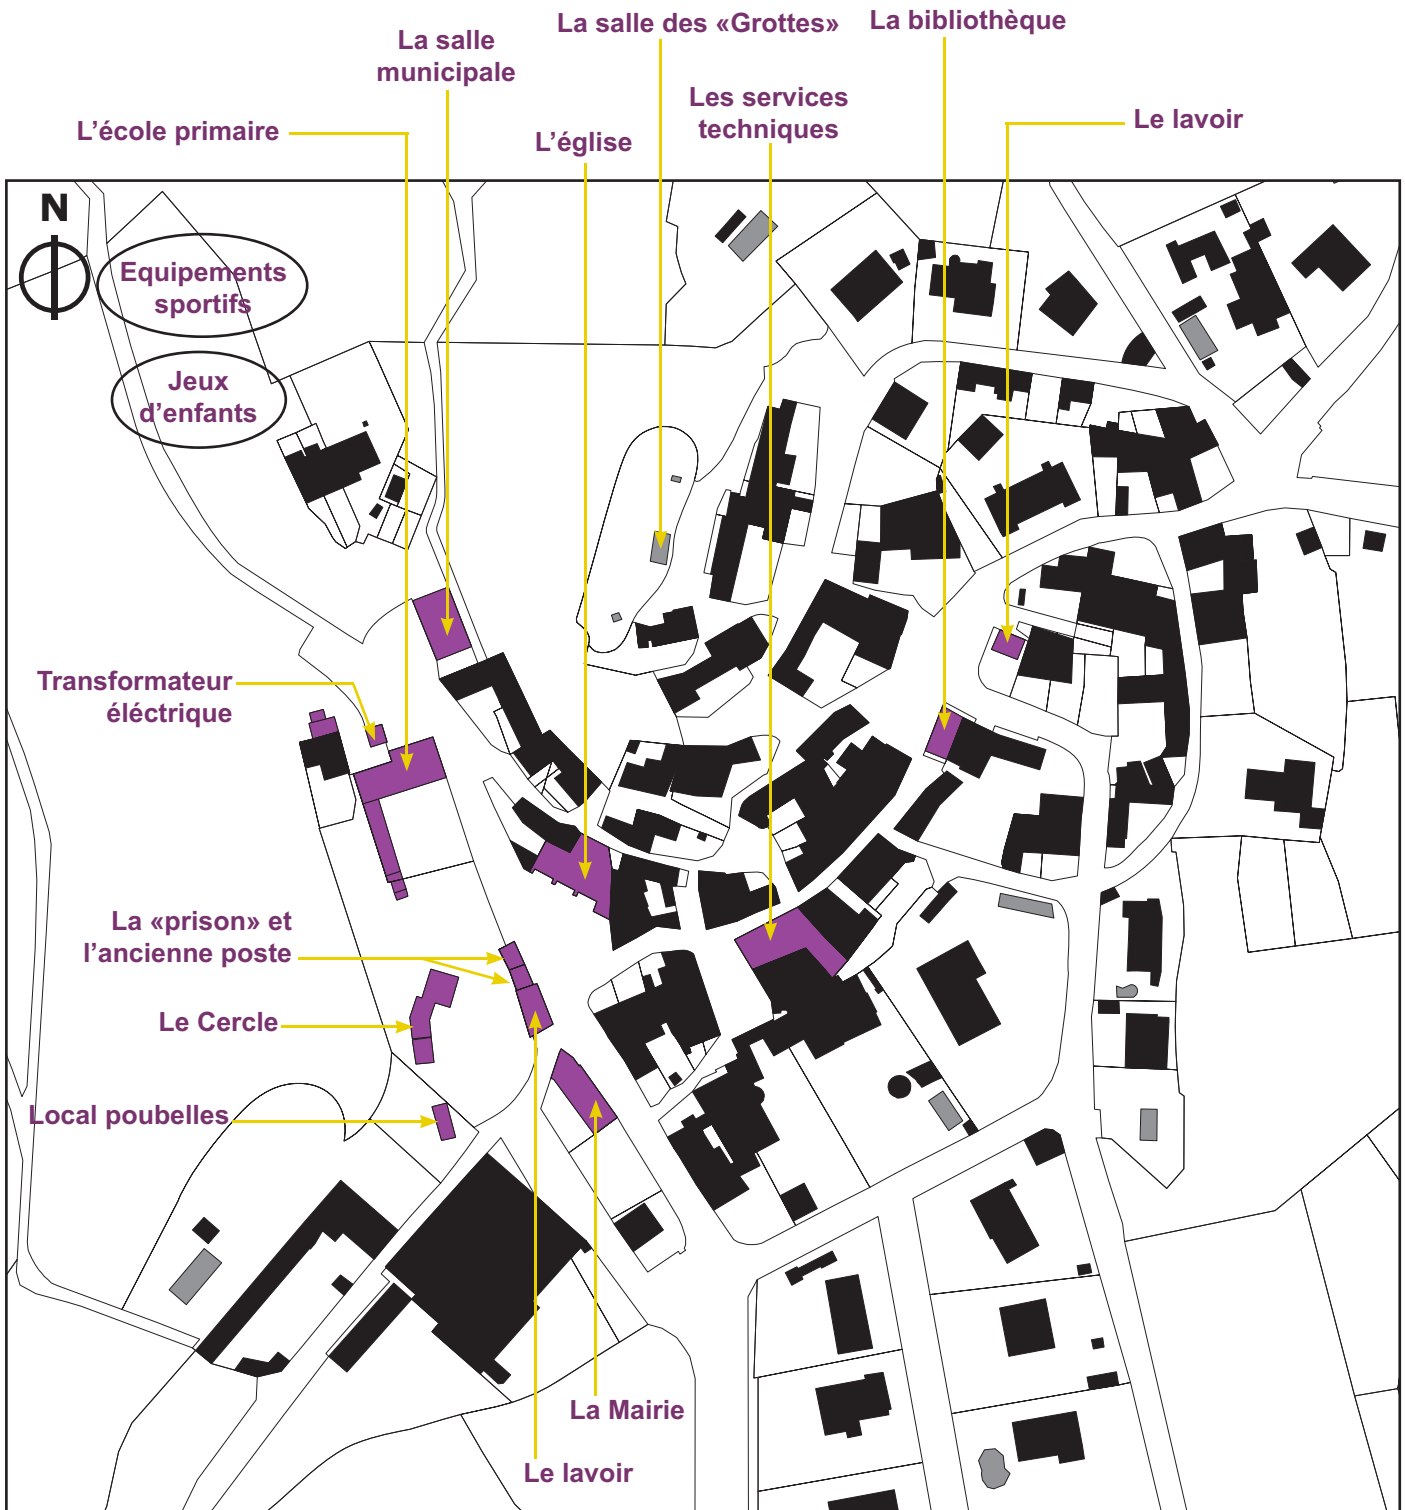 La salle des «Grottes»
La bibliothèque
La salle
municipale
Les services
techniques
Le lavoir
L’école primaire
L’église
N
Equipements
sportifs
Jeux
d’enfants
Transformateur
éléctrique
La «prison» et
l’ancienne poste
Le Cercle
Local poubelles
La Mairie
Le lavoir